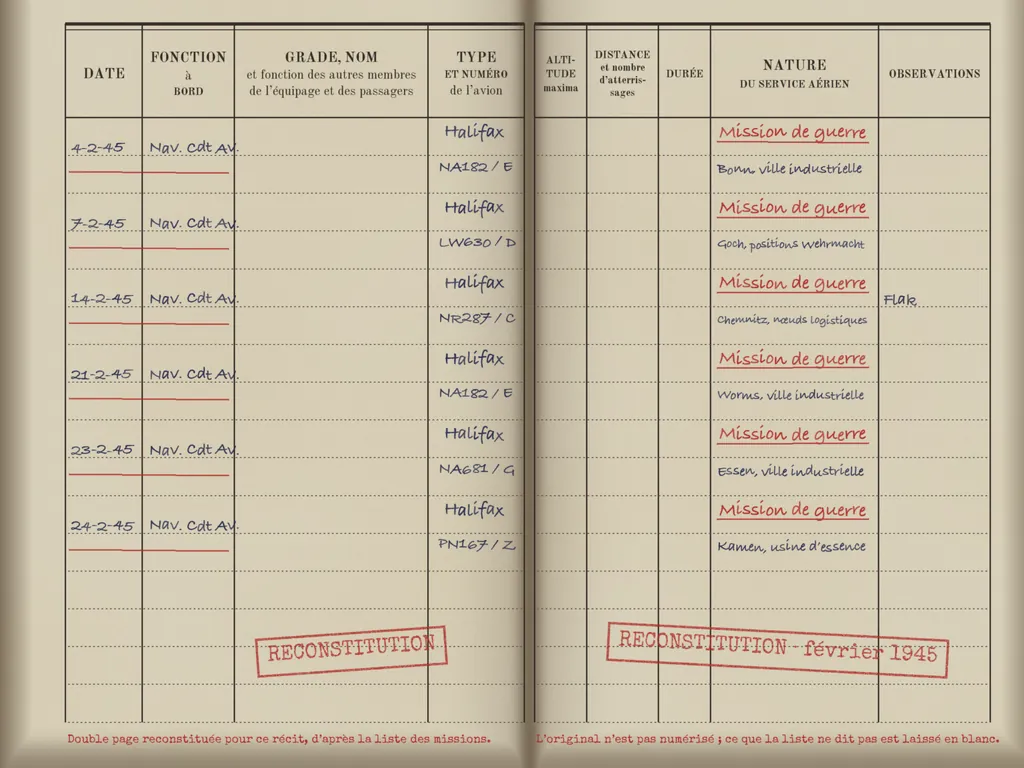 DATE
FONCTION
à
BORD
GRADE, NOM
et fonction des autres membres
de l'équipage et des passagers
TYPE
ET NUMÉRO
de l'avion
ALTI-
TUDE
maxima
DISTANCE
et nombre
d'atterris-
sages
DURÉE
NATURE
DU SERVICE AÉRIEN
OBSERVATIONS
4-2-45 Nav. Cdt Av. Halifax Mission de guerre
NA182 / E Bonn, ville industrielle
7-2-45 Nav. Cdt Av. Halifax Mission de guerre
LW630 / D Goch, positions Wehrmacht
14-2-45 Nav. Cdt Av. Halifax Mission de guerre Flak
NR287 / C Chemnitz, nœuds logistiques
21-2-45 Nav. Cdt Av. Halifax Mission de guerre
NA182 / E Worms, ville industrielle
23-2-45 Nav. Cdt Av. Halifax Mission de guerre
NA681 / G Essen, ville industrielle
24-2-45 Nav. Cdt Av. Halifax Mission de guerre
PN167 / Z Kamen, usine d'essence
RECONSTITUTION
RECONSTITUTION - février 1945
Double page reconstituée pour ce récit, d'après la liste des missions.
L'original n'est pas numérisé ; ce que la liste ne dit pas est laissé en blanc.